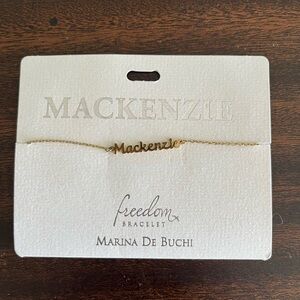 MACKENZIE
Mackenzie
freedom
BRACELET
MARINA DE BUCHI